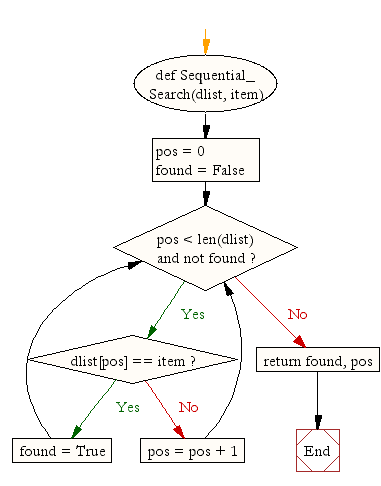 def Sequential_
Search(dlist, item)
pos = 0
found = False
pos < len(dlist)
and not found ?
Yes
No
dlist[pos] == item ?
return found, pos
Yes
No
found = True
pos = pos + 1
End